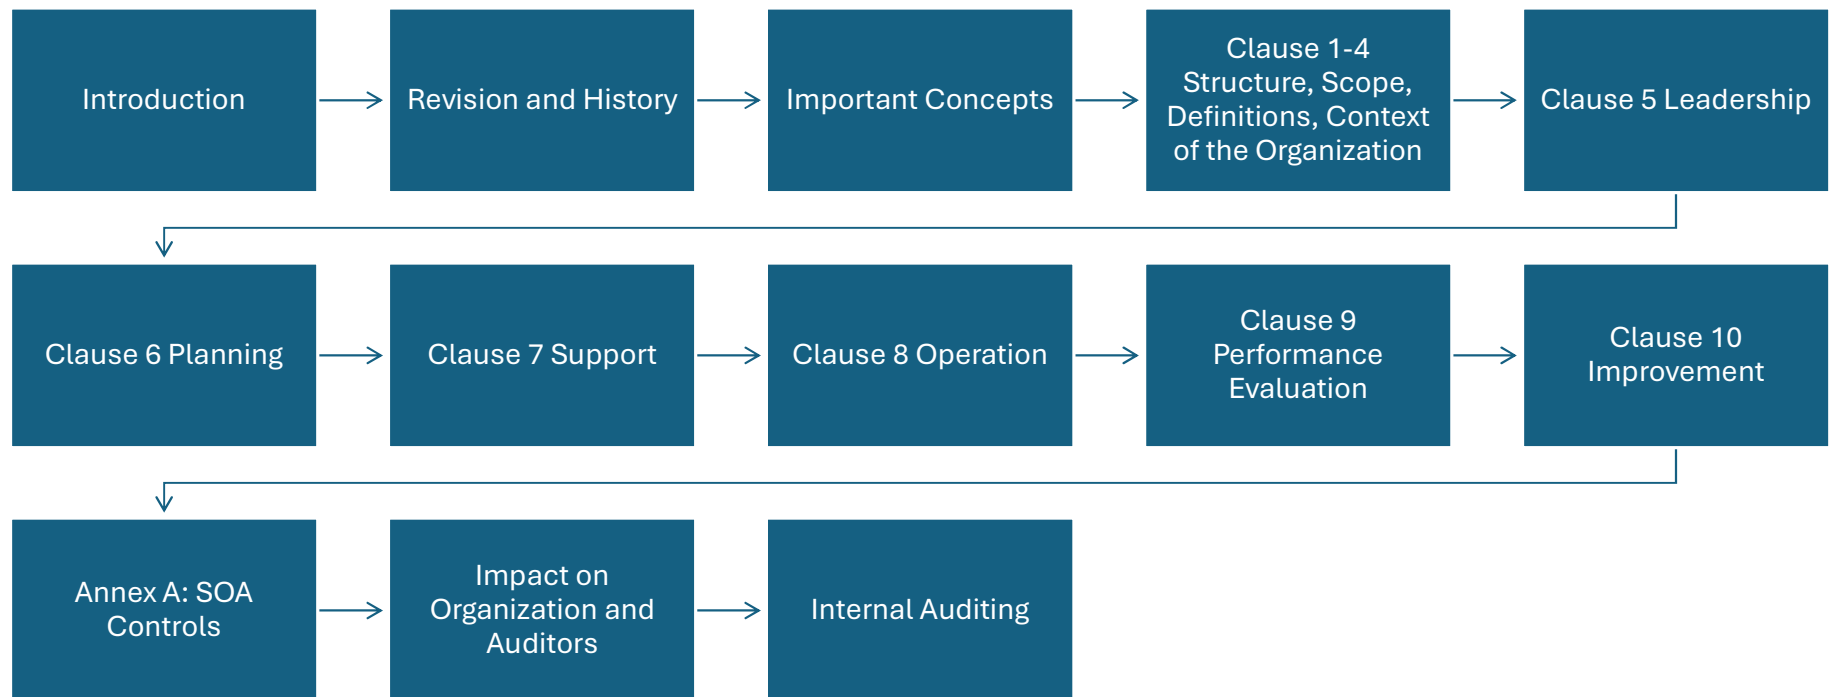 Introduction
Revision and History
Important Concepts
Clause 1-4
Structure, Scope,
Definitions, Context
of the Organization
Clause 5 Leadership
Clause 6 Planning
Clause 7 Support
Clause 8 Operation
Clause 9
Performance
Evaluation
Clause 10
Improvement
Annex A: SOA
Controls
Impact on
Organization and
Auditors
Internal Auditing